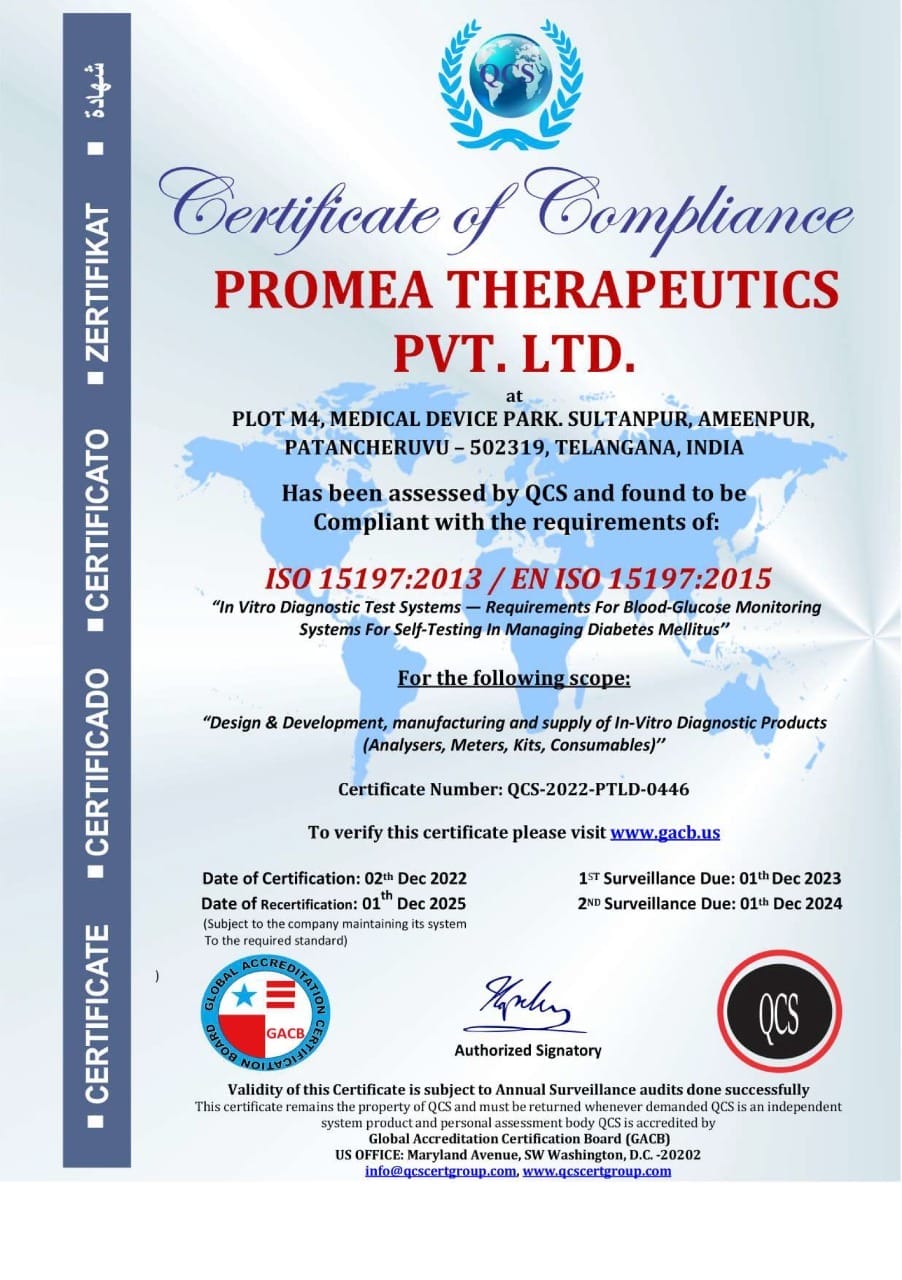 QCS
Certificate of Compliance
PROMEA THERAPEUTICS
PVT. LTD.
at
PLOT M4, MEDICAL DEVICE PARK. SULTANPUR, AMEENPUR,
PATANCHERUVU – 502319, TELANGANA, INDIA
Has been assessed by QCS and found to be
Compliant with the requirements of:
ISO 15197:2013 / EN ISO 15197:2015
“In Vitro Diagnostic Test Systems — Requirements For Blood-Glucose Monitoring
Systems For Self-Testing In Managing Diabetes Mellitus”
For the following scope:
“Design & Development, manufacturing and supply of In-Vitro Diagnostic Products
(Analysers, Meters, Kits, Consumables)”
Certificate Number: QCS-2022-PTLD-0446
To verify this certificate please visit www.gacb.us
Date of Certification: 02th Dec 2022
Date of Recertification: 01th Dec 2025
(Subject to the company maintaining its system
To the required standard)
1ST Surveillance Due: 01th Dec 2023
2ND Surveillance Due: 01th Dec 2024
)
GLOBAL ACCREDITATION CERTIFICATION BOARD
GACB
Authorized Signatory
QCS
Validity of this Certificate is subject to Annual Surveillance audits done successfully
This certificate remains the property of QCS and must be returned whenever demanded QCS is an independent
system product and personal assessment body QCS is accredited by
Global Accreditation Certification Board (GACB)
US OFFICE: Maryland Avenue, SW Washington, D.C. -20202
info@qcscertgroup.com, www.qcscertgroup.com
■ CERTIFICATE ■ CERTIFICADO ■ CERTIFICATO ■ ZERTIFIKAT ■ شهادة